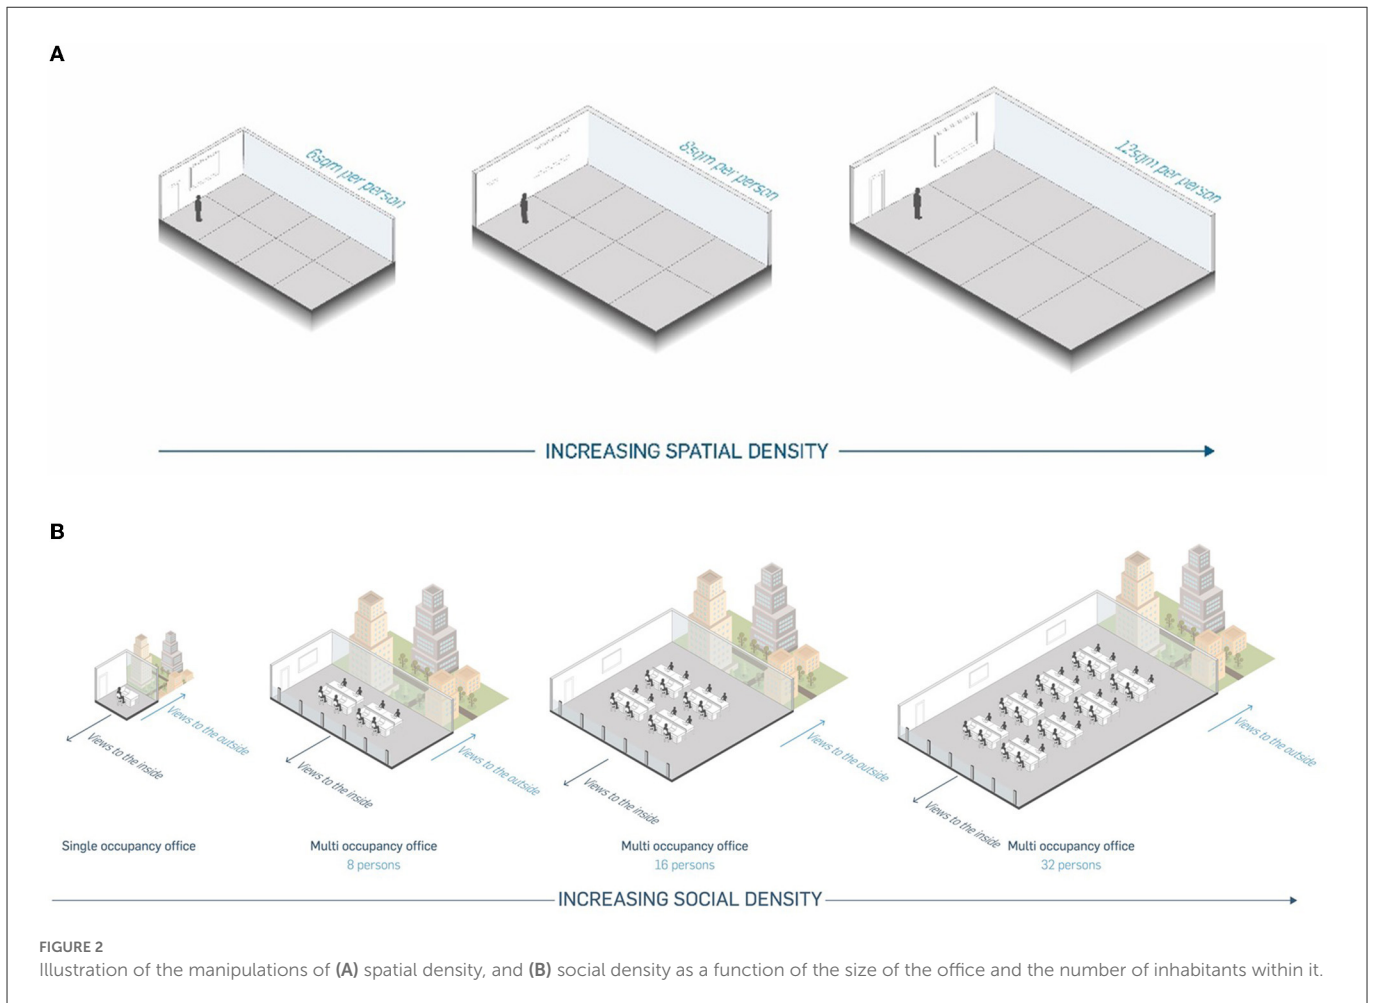 A
6sqm per person
8sqm per person
12sqm per person
INCREASING SPATIAL DENSITY
B
Views to the inside
Views to the outside
Views to the inside
Views to the outside
Views to the inside
Views to the outside
Views to the inside
Views to the outside
Single occupancy office
Multi occupancy office
8 persons
Multi occupancy office
16 persons
Multi occupancy office
32 persons
INCREASING SOCIAL DENSITY
FIGURE 2
Illustration of the manipulations of (A) spatial density, and (B) social density as a function of the size of the office and the number of inhabitants within it.